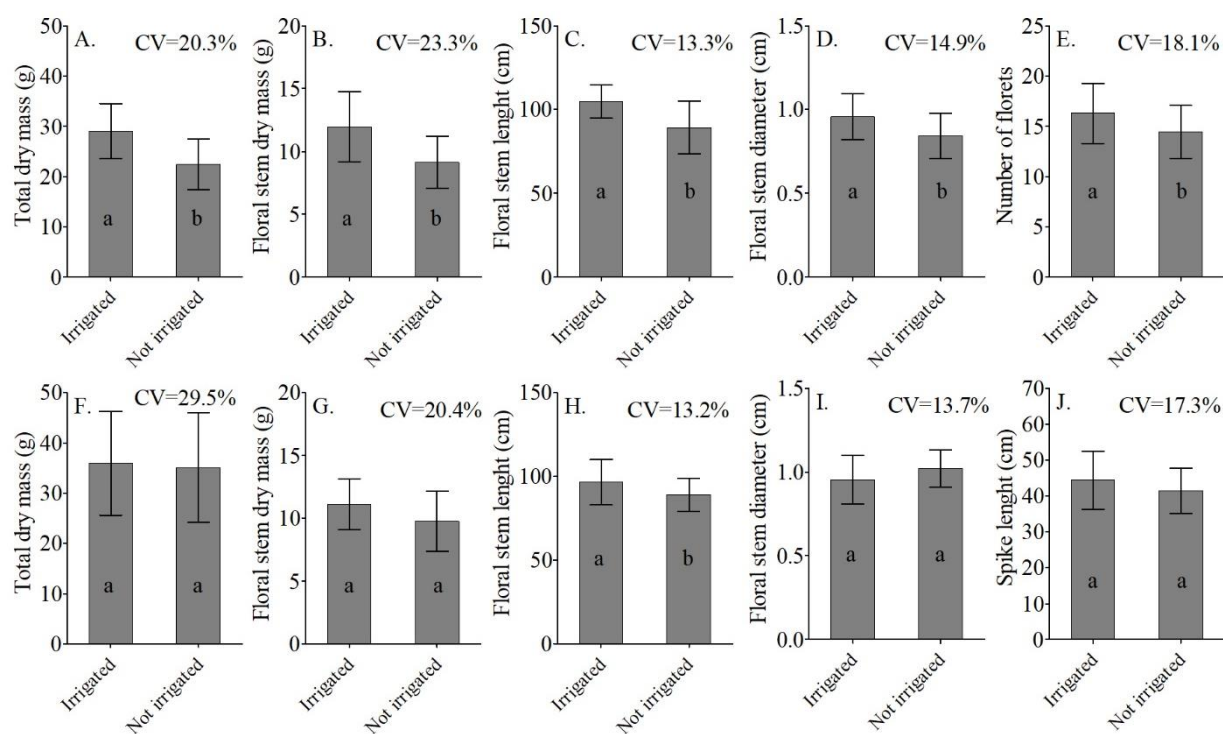 A. CV=20.3%
Total dry mass (g)
50
40
30
20
10
0
a b
Irrigated
Not irrigated
B. CV=23.3%
Floral stem dry mass (g)
20
15
10
5
0
a b
Irrigated
Not irrigated
C. CV=13.3%
Floral stem lenght (cm)
150
100
50
0
a b
Irrigated
Not irrigated
D. CV=14.9%
Floral stem diameter (cm)
1.5
1.0
0.5
0.0
a b
Irrigated
Not irrigated
E. CV=18.1%
Number of florets
25
20
15
10
5
0
a b
Irrigated
Not irrigated
F. CV=29.5%
Total dry mass (g)
50
40
30
20
10
0
a a
Irrigated
Not irrigated
G. CV=20.4%
Floral stem dry mass (g)
20
15
10
5
0
a a
Irrigated
Not irrigated
H. CV=13.2%
Floral stem lenght (cm)
150
100
50
0
a b
Irrigated
Not irrigated
I. CV=13.7%
Floral stem diameter (cm)
1.5
1.0
0.5
0.0
a a
Irrigated
Not irrigated
J. CV=17.3%
Spike lenght (cm)
70
60
50
40
30
20
10
0
a a
Irrigated
Not irrigated